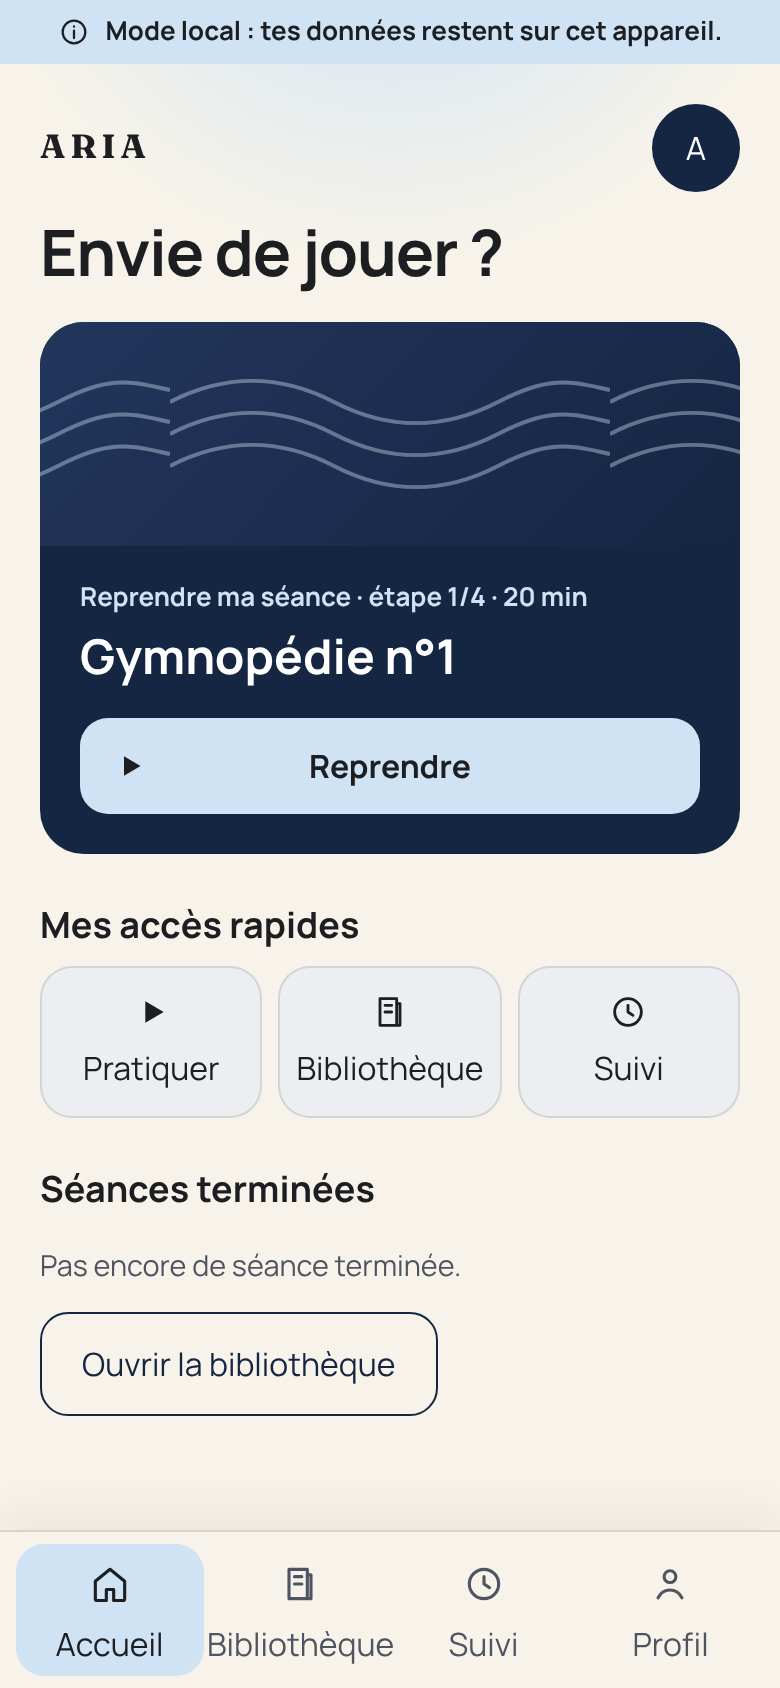 Mode local : tes données restent sur cet appareil.
ARIA
A
Envie de jouer ?
Reprendre ma séance · étape 1/4 · 20 min
Gymnopédie n°1
Reprendre
Mes accès rapides
Pratiquer
Bibliothèque
Suivi
Séances terminées
Pas encore de séance terminée.
Ouvrir la bibliothèque
Accueil
Bibliothèque
Suivi
Profil